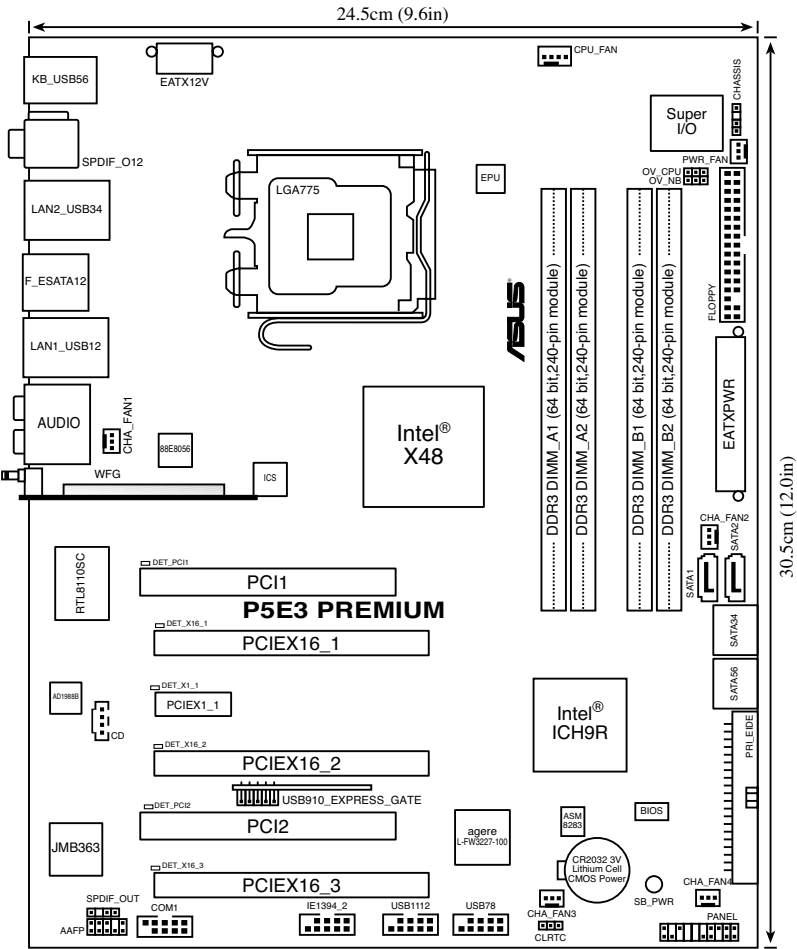 24.5cm (9.6in)
KB_USB56
EATX12V
CPU_FAN
CHASSIS
Super
I/O
SPDIF_O12
PWR_FAN
OV_CPU
OV_NB
EPU
LGA775
LAN2_USB34
F_ESATA12
FLOPPY
LAN1_USB12
ASUS®
DDR3 DIMM_A1 (64 bit,240-pin module)
DDR3 DIMM_A2 (64 bit,240-pin module)
DDR3 DIMM_B1 (64 bit,240-pin module)
DDR3 DIMM_B2 (64 bit,240-pin module)
EATXPWR
AUDIO
CHA_FAN1
88E8056
Intel®
X48
WFG
ICS
30.5cm (12.0in)
CHA_FAN2
SATA2
SATA1
RTL8110SC
DET_PCI1
PCI1
P5E3 PREMIUM
DET_X16_1
PCIEX16_1
SATA34
SATA56
AD1988B
DET_X1_1
PCIEX1_1
CD
Intel®
ICH9R
PRI_EIDE
DET_X16_2
PCIEX16_2
USB910_EXPRESS_GATE
DET_PCI2
PCI2
agere
L-FW3227-100
ASM
8283
BIOS
JMB363
CR2032 3V
Lithium Cell
CMOS Power
DET_X16_3
PCIEX16_3
SB_PWR
CHA_FAN4
SPDIF_OUT
AAFP
COM1
IE1394_2
USB1112
USB78
CHA_FAN3
CLRTC
PANEL